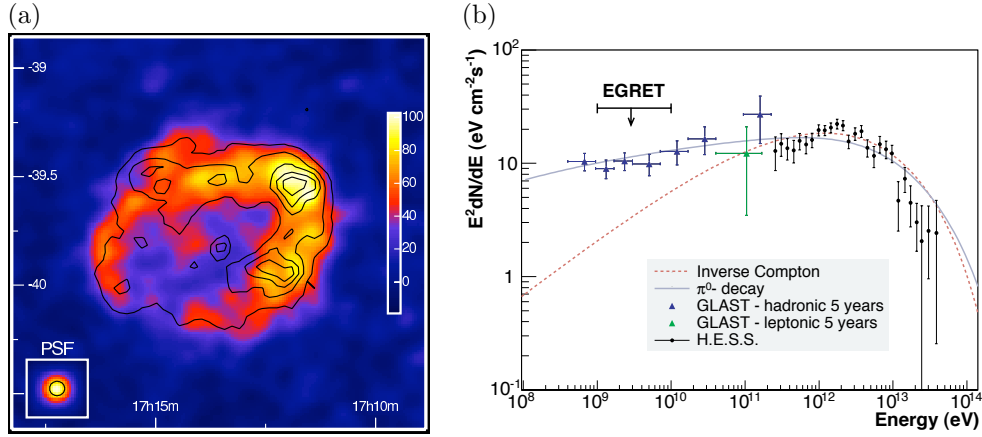 (a)
-39
-39.5
-40
100
80
60
40
20
0
PSF
17h15m
17h10m
(b)
E²dN/dE (eV cm⁻²s⁻¹)
10²
10
1
10⁻¹
EGRET
Inverse Compton
π⁰- decay
GLAST - hadronic 5 years
GLAST - leptonic 5 years
H.E.S.S.
10⁸ 10⁹ 10¹⁰ 10¹¹ 10¹² 10¹³ 10¹⁴
Energy (eV)